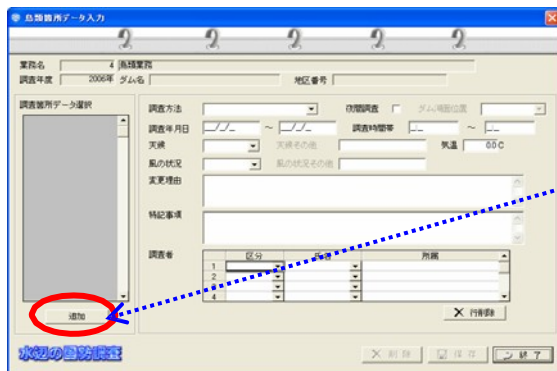 鳥類箇所データ入力
業務名 4 鳥類業務
調査年度 2006年 ダム名 地区番号
調査箇所データ選択
調査方法 夜間調査 ダム湖面位置
調査年月日 _/_/_ ~ _/_/_ 調査時間帯 _:_ ~ _:_
天候 天候その他 気温 0.0 C
風の状況 風の状況その他
変更理由
特記事項
調査者 区分 氏名 所属
1
2
3
4
追加 行削除
水辺の国勢調査 削除 保存 終了